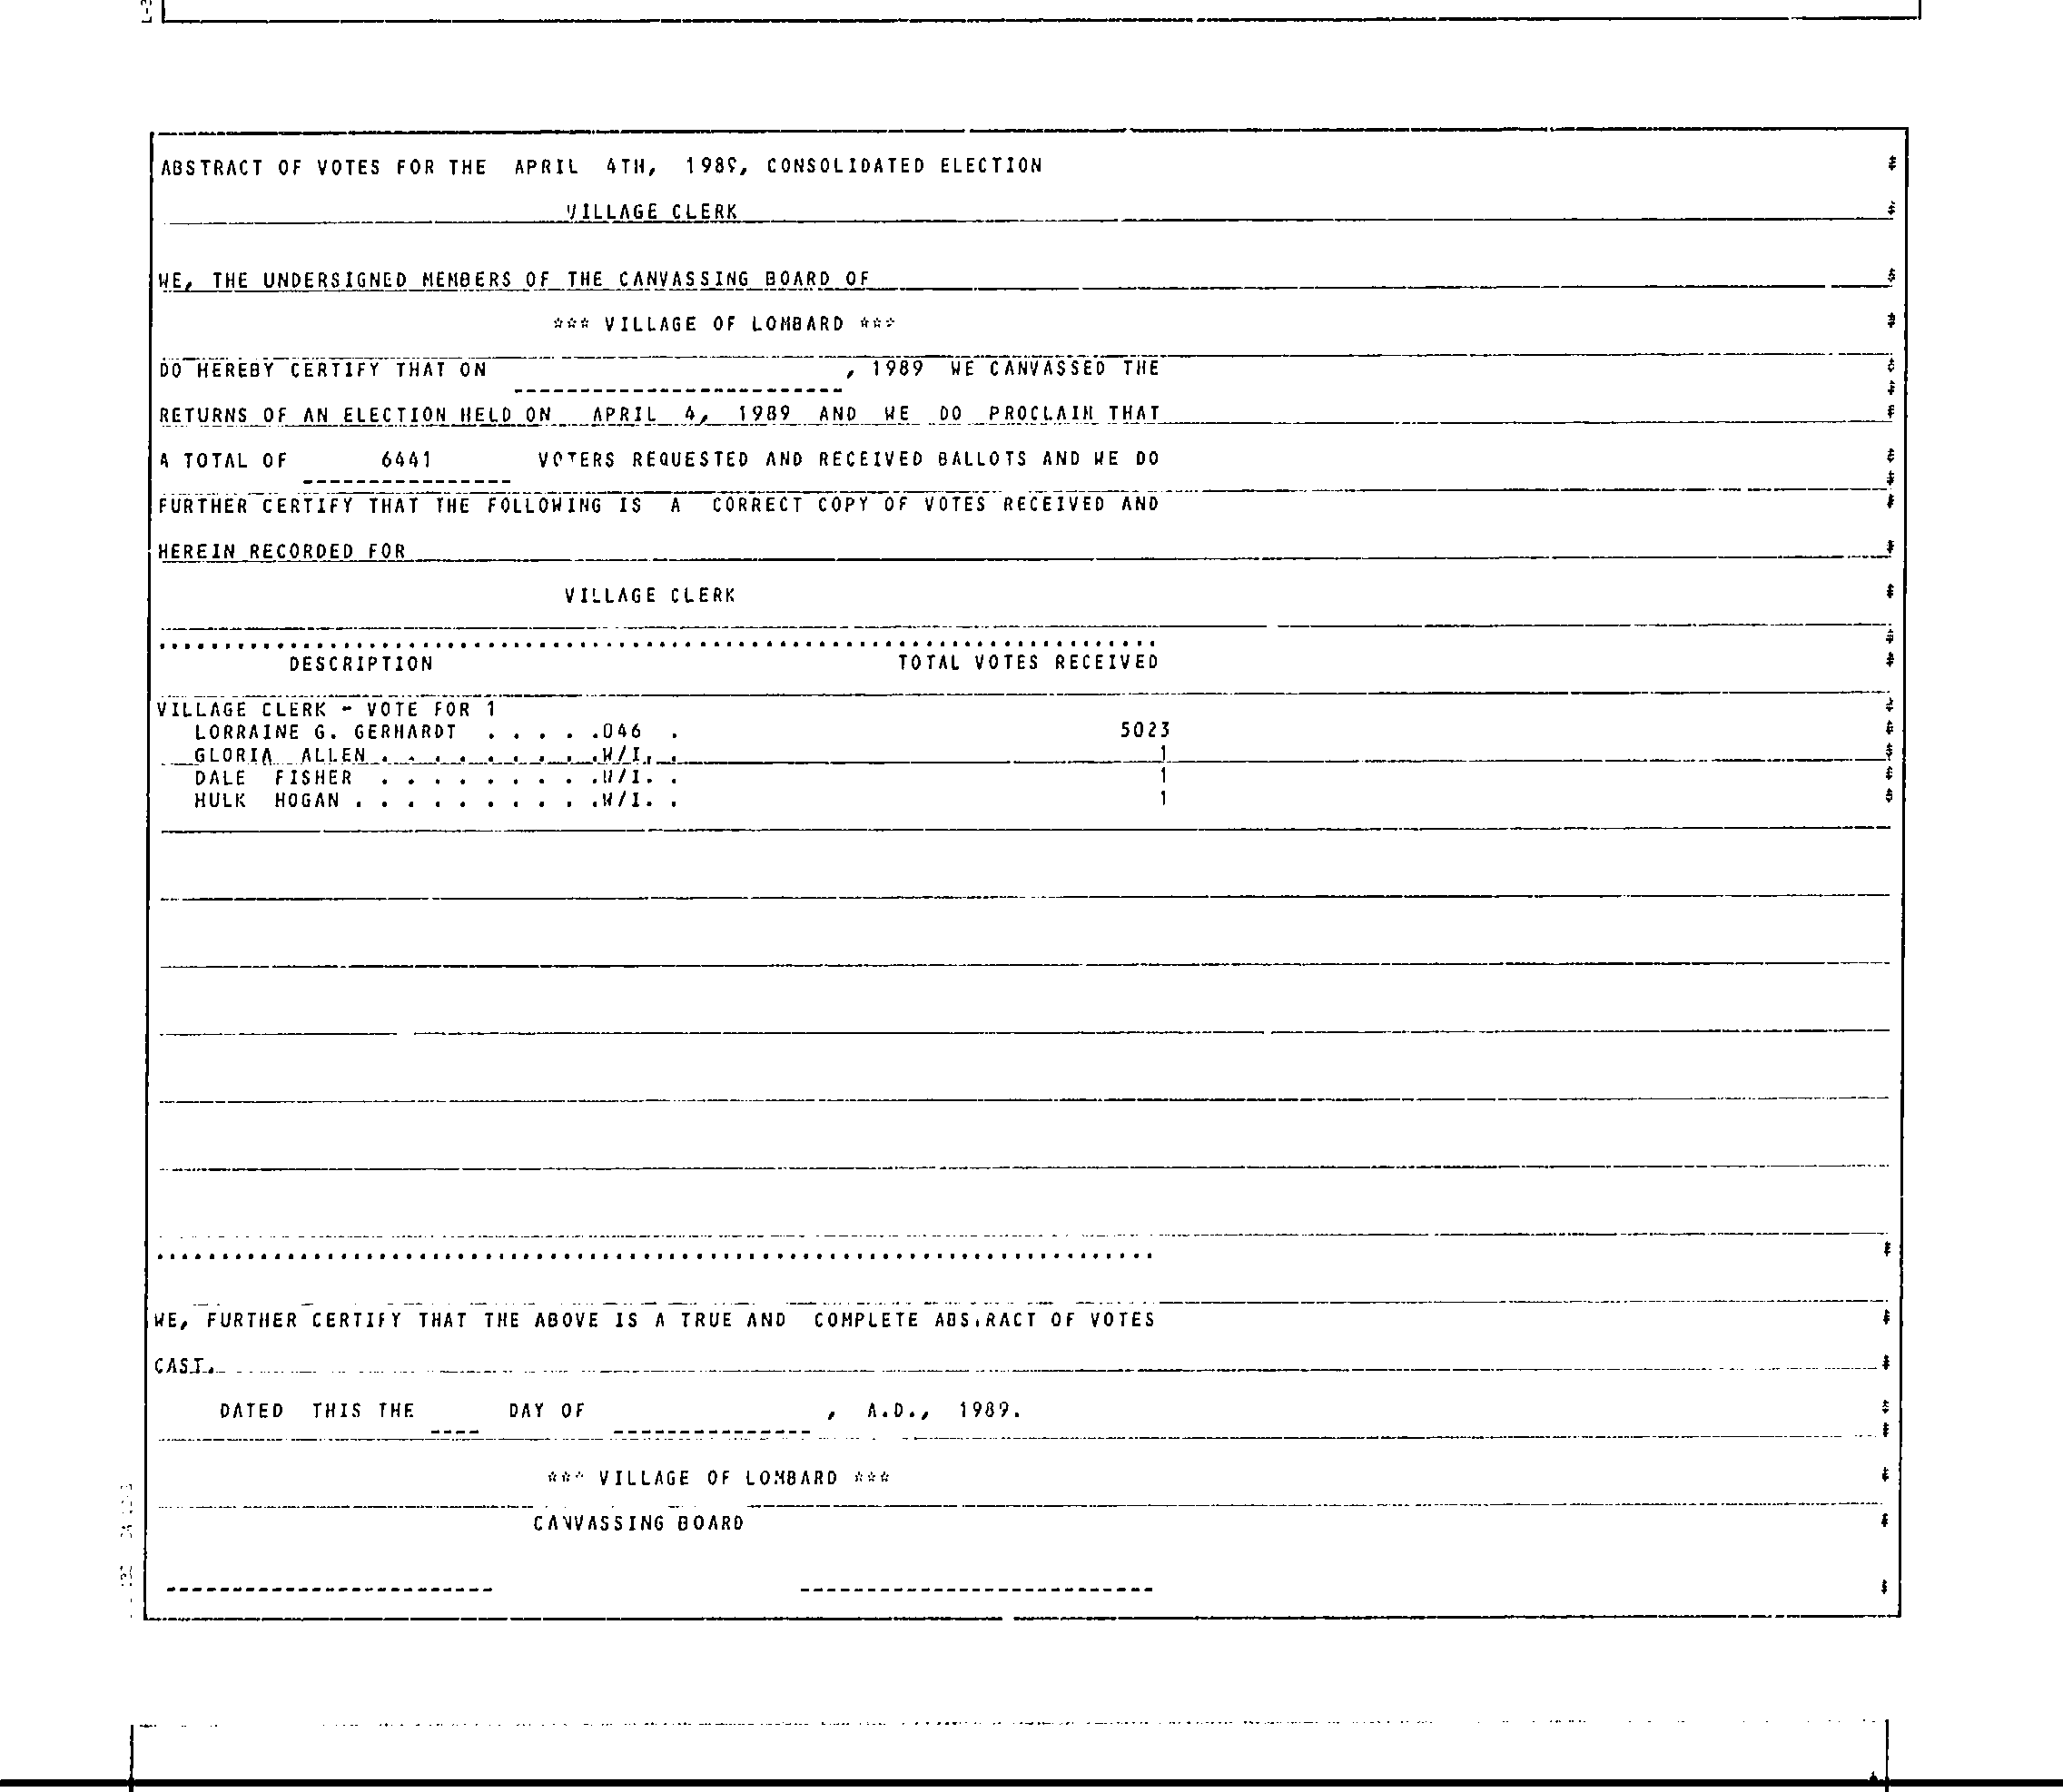 ABSTRACT OF VOTES FOR THE APRIL 4TH, 1989, CONSOLIDATED ELECTION
VILLAGE CLERK
WE, THE UNDERSIGNED MEMBERS OF THE CANVASSING BOARD OF
*** VILLAGE OF LOMBARD ***
DO HEREBY CERTIFY THAT ON , 1989 WE CANVASSED THE
RETURNS OF AN ELECTION HELD ON APRIL 4, 1989 AND WE DO PROCLAIM THAT
A TOTAL OF 6441 VOTERS REQUESTED AND RECEIVED BALLOTS AND WE DO
FURTHER CERTIFY THAT THE FOLLOWING IS A CORRECT COPY OF VOTES RECEIVED AND
HEREIN RECORDED FOR
VILLAGE CLERK
DESCRIPTION TOTAL VOTES RECEIVED
VILLAGE CLERK - VOTE FOR 1
LORRAINE G. GERHARDT . . . . .046 . 5023
GLORIA ALLEN . . . . . . . . .W/I. . 1
DALE FISHER . . . . . . . . .W/I. . 1
HULK HOGAN . . . . . . . . . .W/I. . 1
WE, FURTHER CERTIFY THAT THE ABOVE IS A TRUE AND COMPLETE ABSTRACT OF VOTES
CAST.
DATED THIS THE ---- DAY OF --------------- , A.D., 1989.
*** VILLAGE OF LOMBARD ***
CANVASSING BOARD